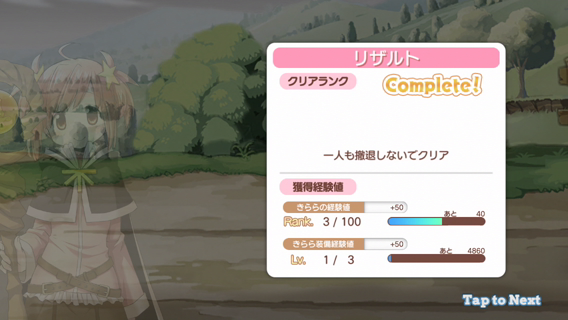 リザルト
クリアランク
Complete!
一人も撤退しないでクリア
獲得経験値
きららの経験値 +50
あと 40
Rank. 3 / 100
きらら装備経験値 +50
あと 4860
Lv. 1 / 3
Tap to Next